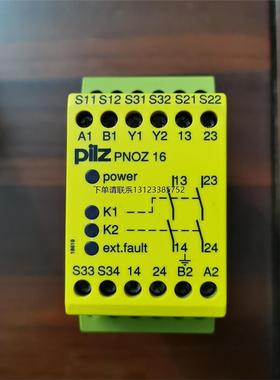 S11 S12 S31 S32 S21 S22
A1 B1 Y1 Y2 13 23
pilz PNOZ 16
power
13 23
下单请联系13123385752
K1
K2
ext.fault
14 24
S33 S34 14 24 B2 A2